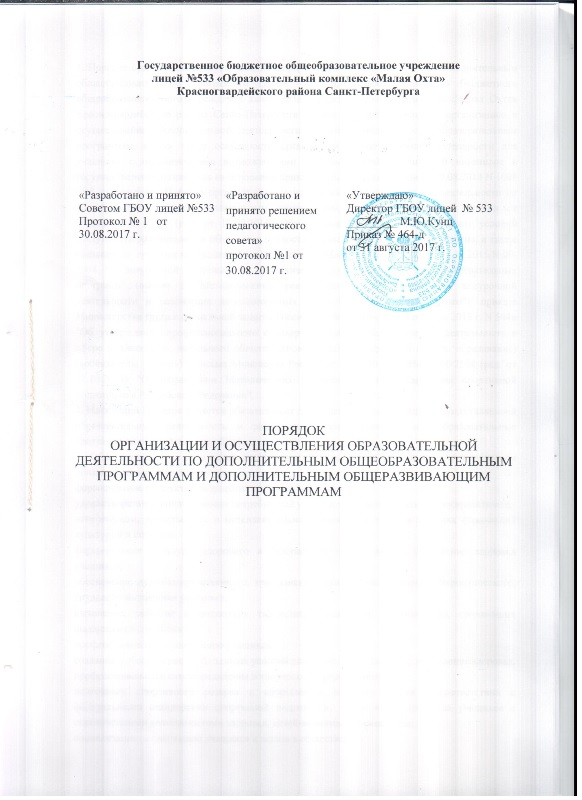 Государственное бюджетное общеобразовательное учреждение
лицей №533 «Образовательный комплекс «Малая Охта»
Красногвардейского района Санкт-Петербурга
«Разработано и принято»
Советом ГБОУ лицей №533
Протокол № 1 от
30.08.2017 г.
«Разработано и
принято решением
педагогического
совета»
протокол №1 от
30.08.2017 г.
«Утверждаю»
Директор ГБОУ лицей № 533
М.Ю.Кунц
Приказ № 464-д
от 31 августа 2017 г.
ПОРЯДОК
ОРГАНИЗАЦИИ И ОСУЩЕСТВЛЕНИЯ ОБРАЗОВАТЕЛЬНОЙ
ДЕЯТЕЛЬНОСТИ ПО ДОПОЛНИТЕЛЬНЫМ ОБЩЕОБРАЗОВАТЕЛЬНЫМ
ПРОГРАММАМ И ДОПОЛНИТЕЛЬНЫМ ОБЩЕРАЗВИВАЮЩИМ
ПРОГРАММАМ